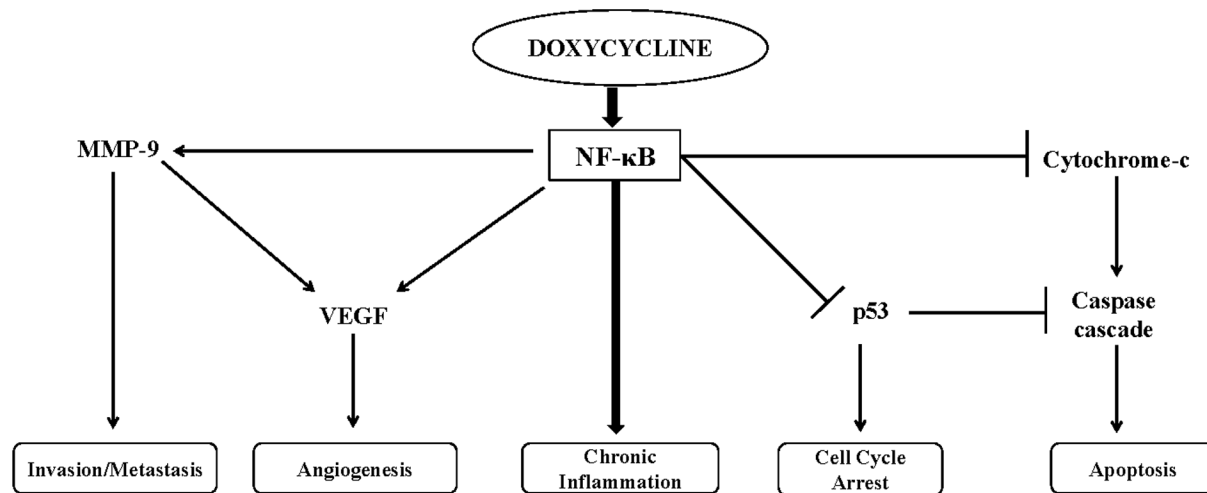 DOXYCYCLINE
MMP-9
NF-κB
Cytochrome-c
VEGF
p53
Caspase
cascade
Invasion/Metastasis
Angiogenesis
Chronic
Inflammation
Cell Cycle
Arrest
Apoptosis